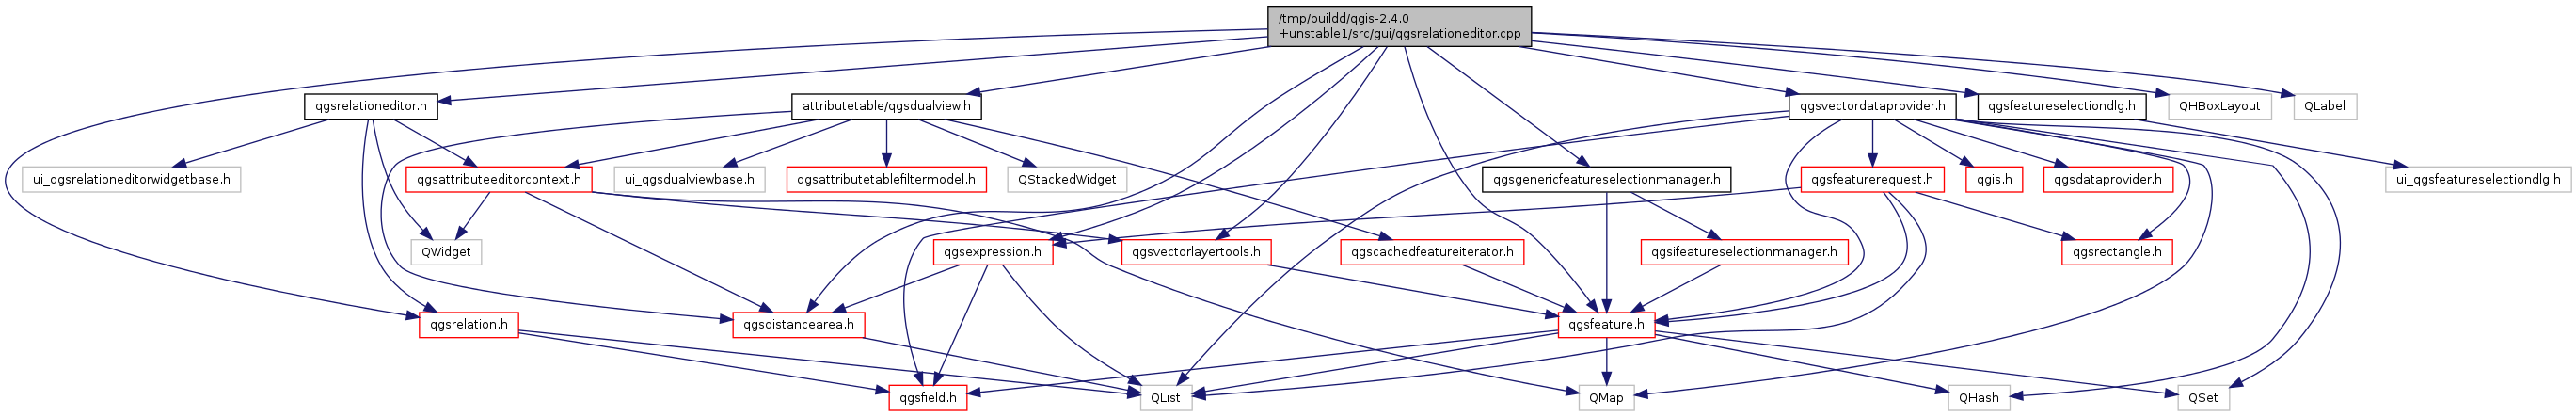 /tmp/buildd/qgis-2.4.0
+unstable1/src/gui/qgsrelationeditor.cpp
qgsrelationeditor.h
attributetable/qgsdualview.h
qgsvectordataprovider.h
qgsfeatureselectiondlg.h
QHBoxLayout
QLabel
ui_qgsrelationeditorwidgetbase.h
qgsattributeeditorcontext.h
ui_qgsdualviewbase.h
qgsattributetablefiltermodel.h
QStackedWidget
qgsgenericfeatureselectionmanager.h
qgsfeaturerequest.h
qgis.h
qgsdataprovider.h
ui_qgsfeatureselectiondlg.h
QWidget
qgsexpression.h
qgsvectorlayertools.h
qgscachedfeatureiterator.h
qgsifeatureselectionmanager.h
qgsrectangle.h
qgsrelation.h
qgsdistancearea.h
qgsfeature.h
qgsfield.h
QList
QMap
QHash
QSet